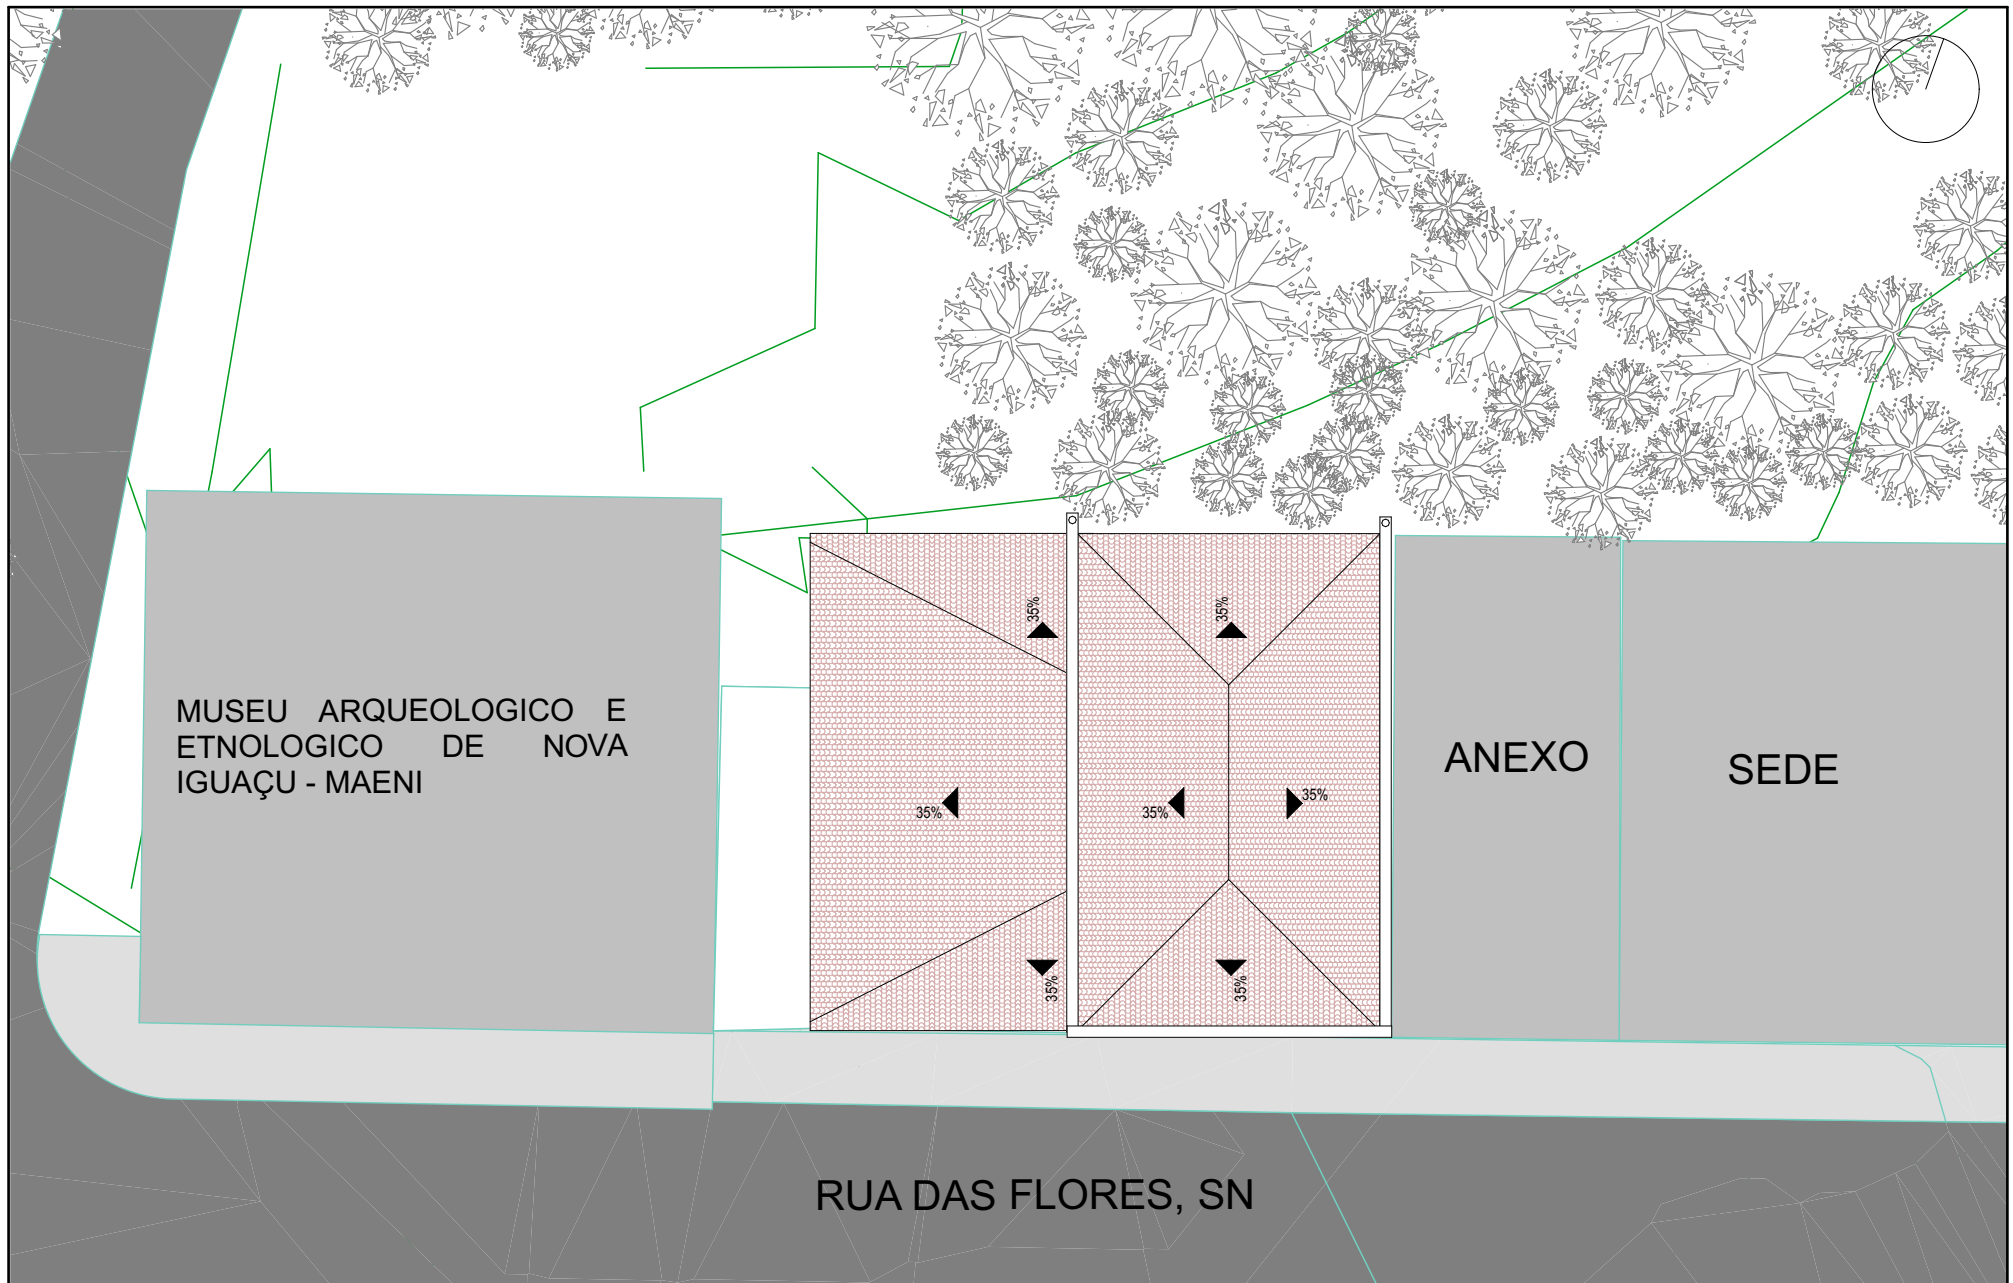 35%
35%
MUSEU ARQUEOLOGICO E
ETNOLOGICO DE NOVA
IGUAÇU - MAENI
ANEXO
SEDE
35%
35%
35%
35%
35%
RUA DAS FLORES, SN